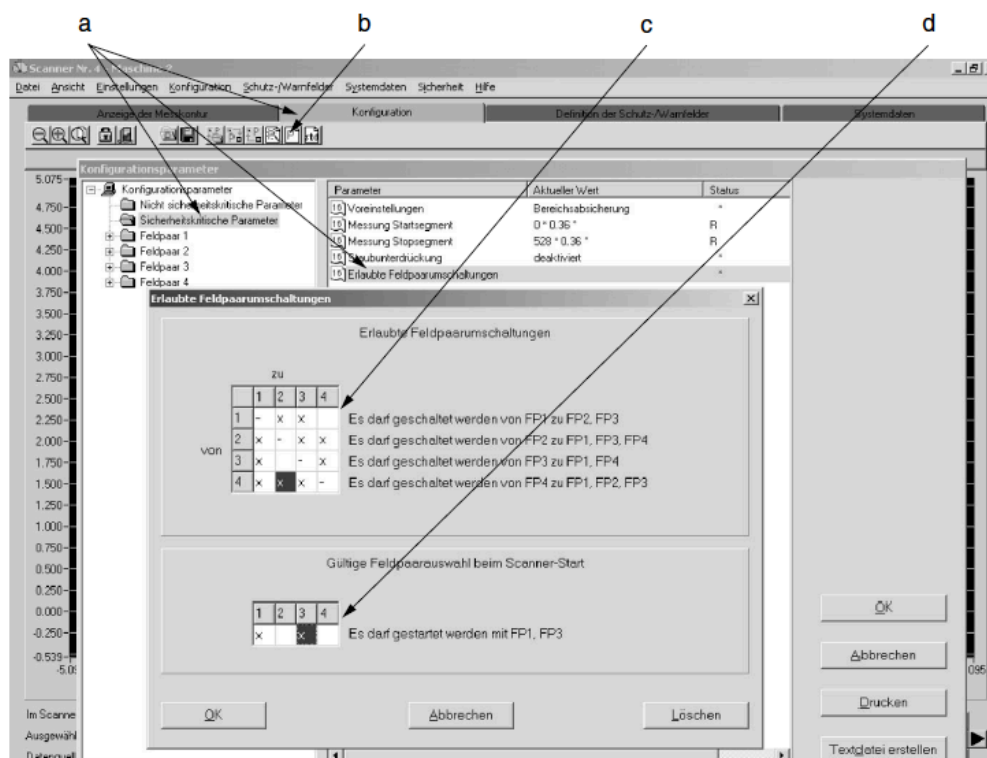 a b c d
Scanner Nr. 4 - Maschine 2
Datei Ansicht Einstellungen Konfiguration Schutz-/Warnfelder Systemdaten Sicherheit Hilfe
Anzeige der Messkontur Konfiguration Definition der Schutz-/Warnfelder Systemdaten
Konfigurationsparameter
5.075
4.750
4.500
4.250
4.000
3.750
3.500
3.250
3.000
2.750
2.500
2.250
2.000
1.750
1.500
1.250
1.000
0.750
0.500
0.250
0.000
-0.250
-0.539
Konfigurationsparameter
Nicht sicherheitskritische Parameter
Sicherheitskritische Parameter
Feldpaar 1
Feldpaar 2
Feldpaar 3
Feldpaar 4
Parameter Aktueller Wert Status
Voreinstellungen Bereichsabsicherung *
Messung Startsegment 0 * 0.36 ° R
Messung Stopsegment 528 * 0.36 ° R
Staubunterdrückung deaktiviert *
Erlaubte Feldpaarumschaltungen *
Erlaubte Feldpaarumschaltungen
Erlaubte Feldpaarumschaltungen
zu
1 2 3 4
von
1 - x x Es darf geschaltet werden von FP1 zu FP2, FP3
2 x - x x Es darf geschaltet werden von FP2 zu FP1, FP3, FP4
3 x - x Es darf geschaltet werden von FP3 zu FP1, FP4
4 x x x - Es darf geschaltet werden von FP4 zu FP1, FP2, FP3
Gültige Feldpaarauswahl beim Scanner-Start
1 2 3 4
x x Es darf gestartet werden mit FP1, FP3
OK Abbrechen Löschen
OK
Abbrechen
Drucken
Textdatei erstellen
Im Scanne
Ausgewähl
Datenquell